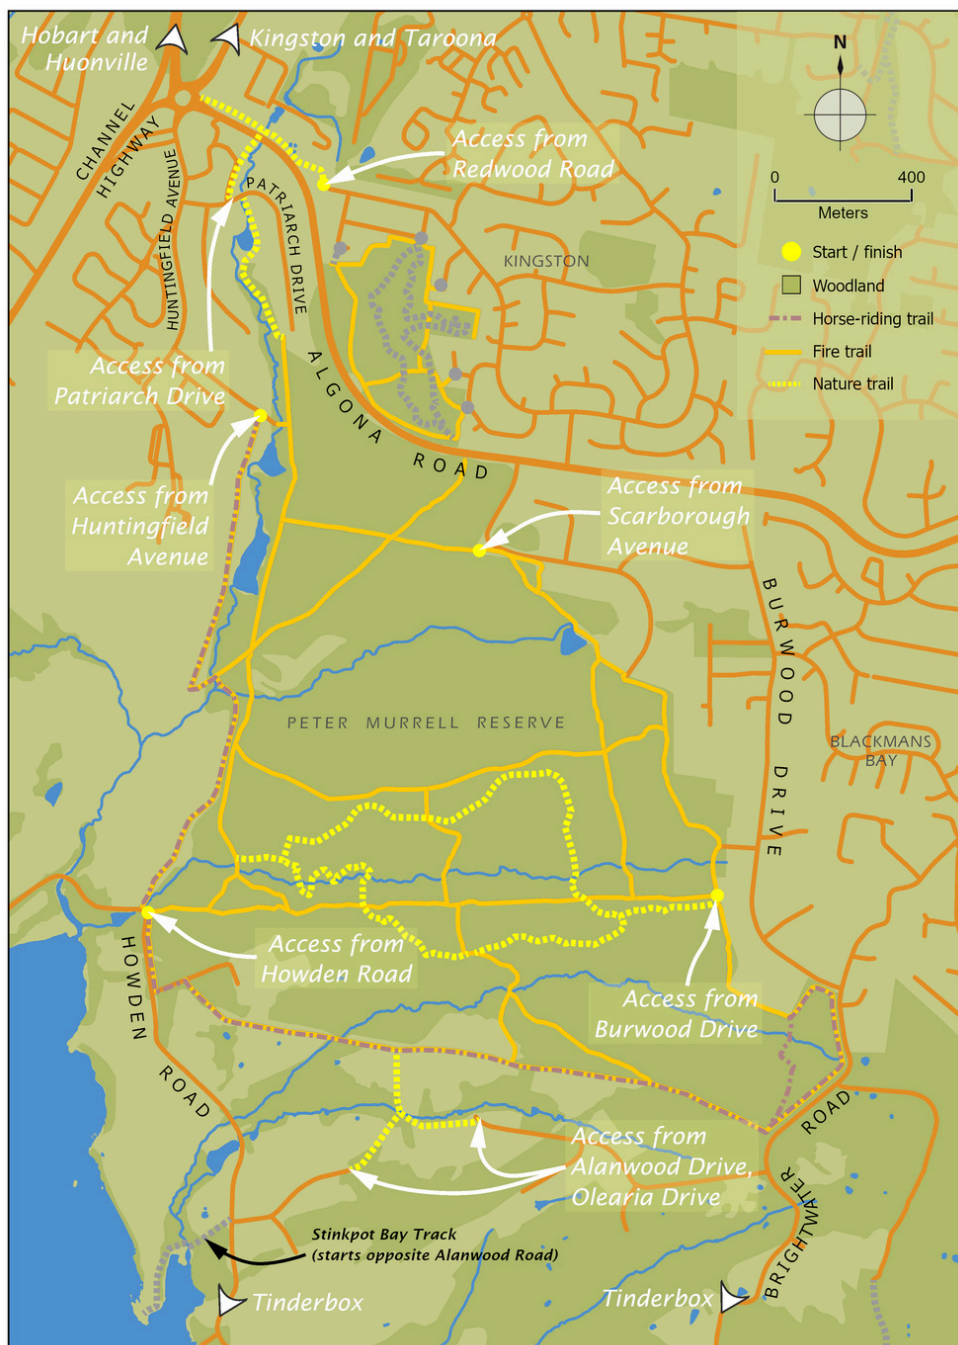 Hobart and
Huonville
Kingston and Taroona
CHANNEL
HIGHWAY
HUNTINGFIELD AVENUE
PATRIARCH DRIVE
Access from
Redwood Road
N
0 400
Meters
Start / finish
Woodland
Horse-riding trail
Fire trail
Nature trail
KINGSTON
Access from
Patriarch Drive
ALGONA ROAD
Access from
Huntingfield
Avenue
Access from
Scarborough
Avenue
BURWOOD DRIVE
PETER MURRELL RESERVE
BLACKMANS
BAY
Access from
Howden Road
HOWDEN
ROAD
Access from
Burwood Drive
Access from
Alanwood Drive,
Olearia Drive
BRIGHTWATER
ROAD
Stinkpot Bay Track
(starts opposite Alanwood Road)
Tinderbox
Tinderbox